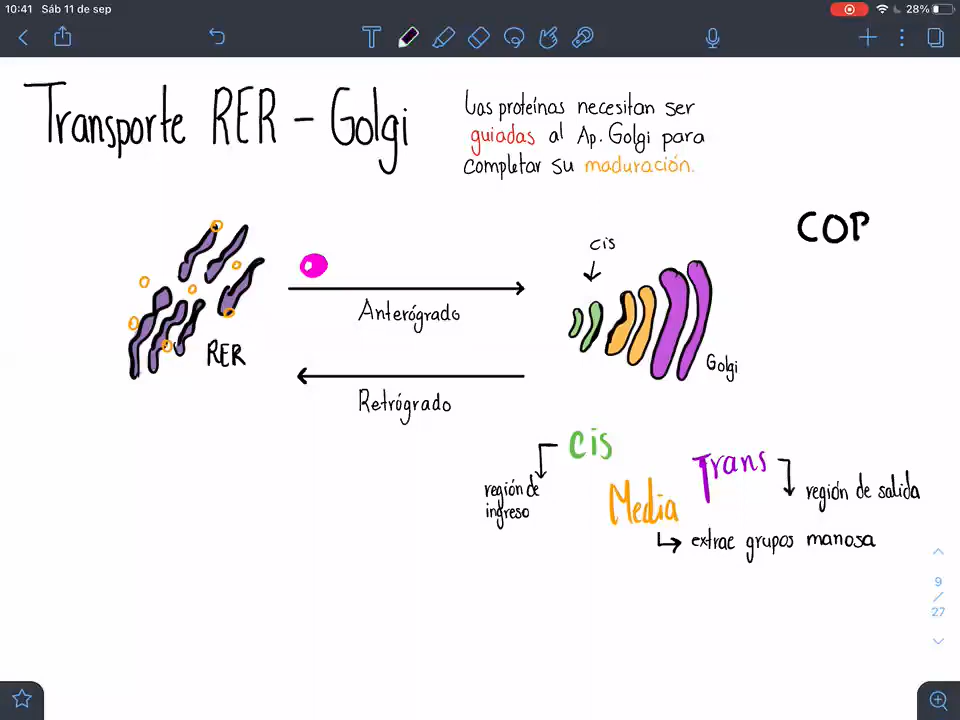 10:41 Sáb 11 de sep
28%
Transporte RER - Golgi
Las proteínas necesitan ser
guiadas al Ap. Golgi para
completar su maduración.
COP
cis
Anterógrado
RER
Golgi
Retrógrado
cis
Trans
región de
ingreso
región de salida
Media
extrae grupos manosa
9
/
27